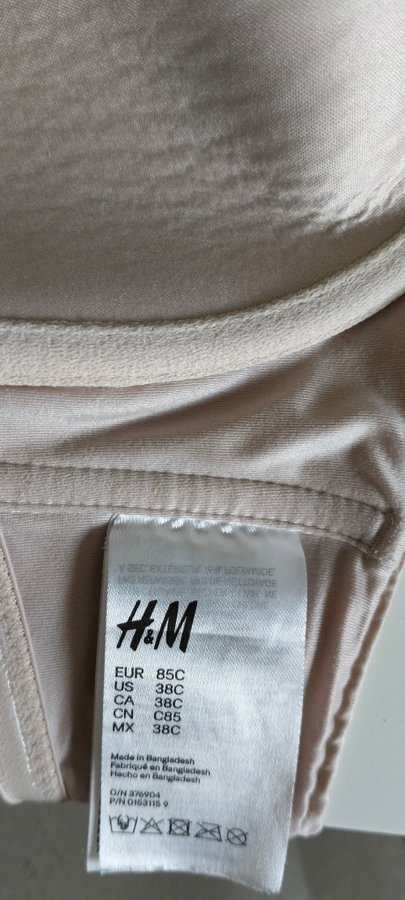 H&M
EUR 85C
US 38C
CA 38C
CN C85
MX 38C
Made in Bangladesh
Fabriqué en Bangladesh
Hecho en Bangladesh
O/N 376904
P/N 0153115 9